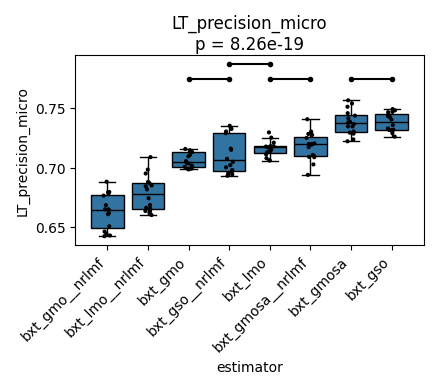 LT_precision_micro
p = 8.26e-19
LT_precision_micro
0.75
0.70
0.65
bxt_gmo__nrlmf
bxt_lmo__nrlmf
bxt_gmo
bxt_gso__nrlmf
bxt_lmo
bxt_gmosa__nrlmf
bxt_gmosa
bxt_gso
estimator